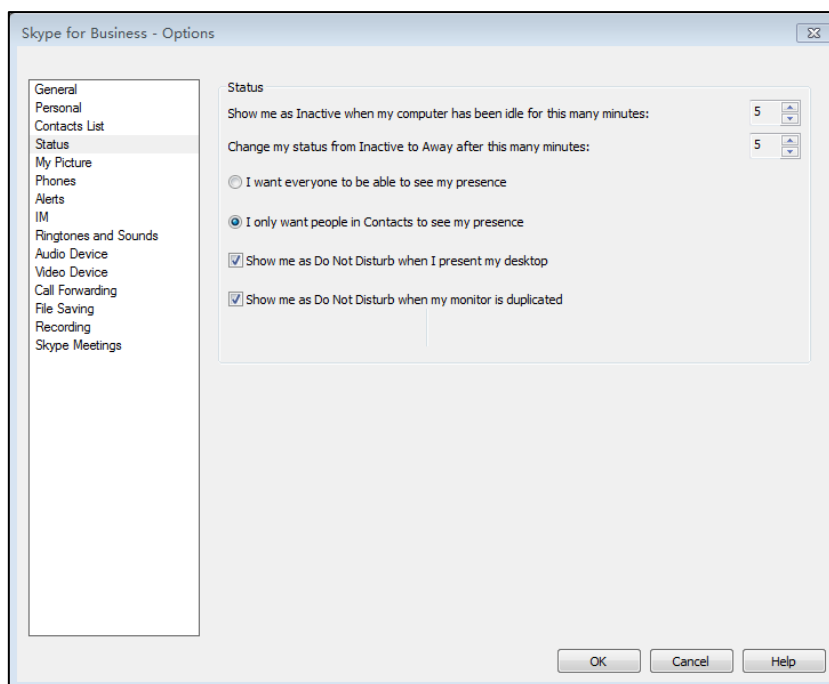 Skype for Business - Options
General
Personal
Contacts List
Status
My Picture
Phones
Alerts
IM
Ringtones and Sounds
Audio Device
Video Device
Call Forwarding
File Saving
Recording
Skype Meetings
Status
Show me as Inactive when my computer has been idle for this many minutes: 5
Change my status from Inactive to Away after this many minutes: 5
I want everyone to be able to see my presence
I only want people in Contacts to see my presence
Show me as Do Not Disturb when I present my desktop
Show me as Do Not Disturb when my monitor is duplicated
OK Cancel Help